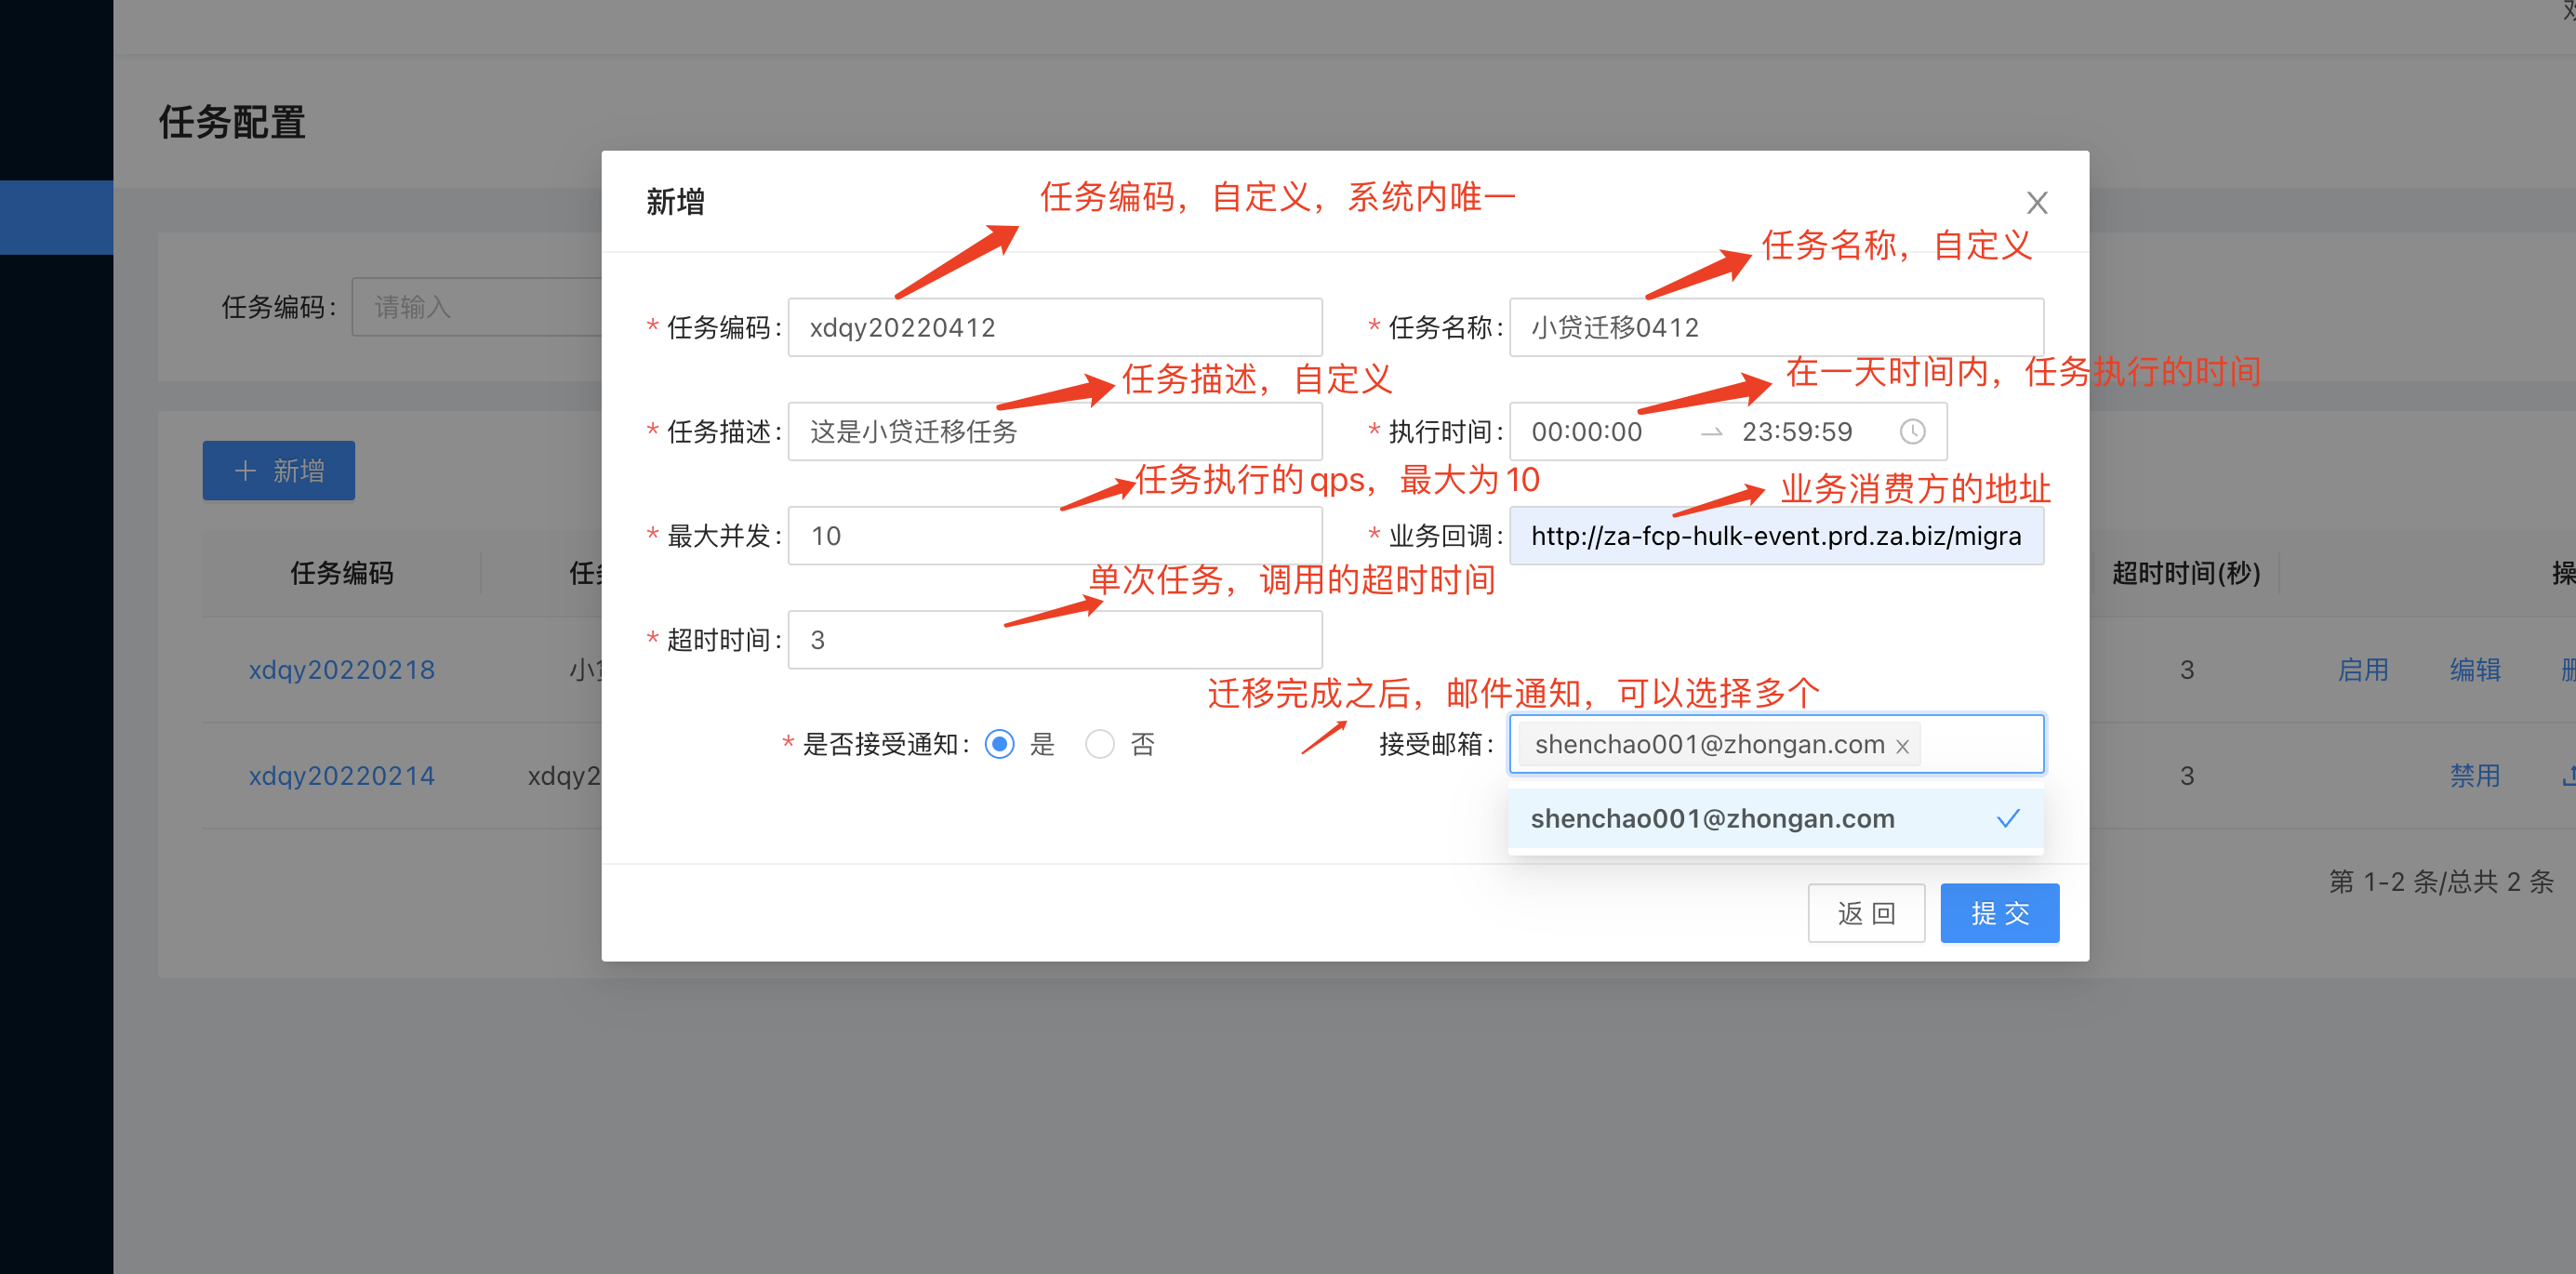 任务配置
新增
任务编码，自定义，系统内唯一
任务名称，自定义
任务编码:
请输入
* 任务编码:
xdqy20220412
* 任务名称:
小贷迁移0412
任务描述，自定义
在一天时间内，任务执行的时间
* 任务描述:
这是小贷迁移任务
* 执行时间:
00:00:00 → 23:59:59
+ 新增
任务执行的qps，最大为10
业务消费方的地址
* 最大并发:
10
* 业务回调:
http://za-fcp-hulk-event.prd.za.biz/migra
任务编码
超时时间(秒)
单次任务，调用的超时时间
* 超时时间:
3
xdqy20220218
小
3
启用
编辑
迁移完成之后，邮件通知，可以选择多个
* 是否接受通知:
是
否
接受邮箱:
shenchao001@zhongan.com ×
xdqy20220214
xdqy2
3
禁用
shenchao001@zhongan.com
第 1-2 条/总共 2 条
返 回
提 交